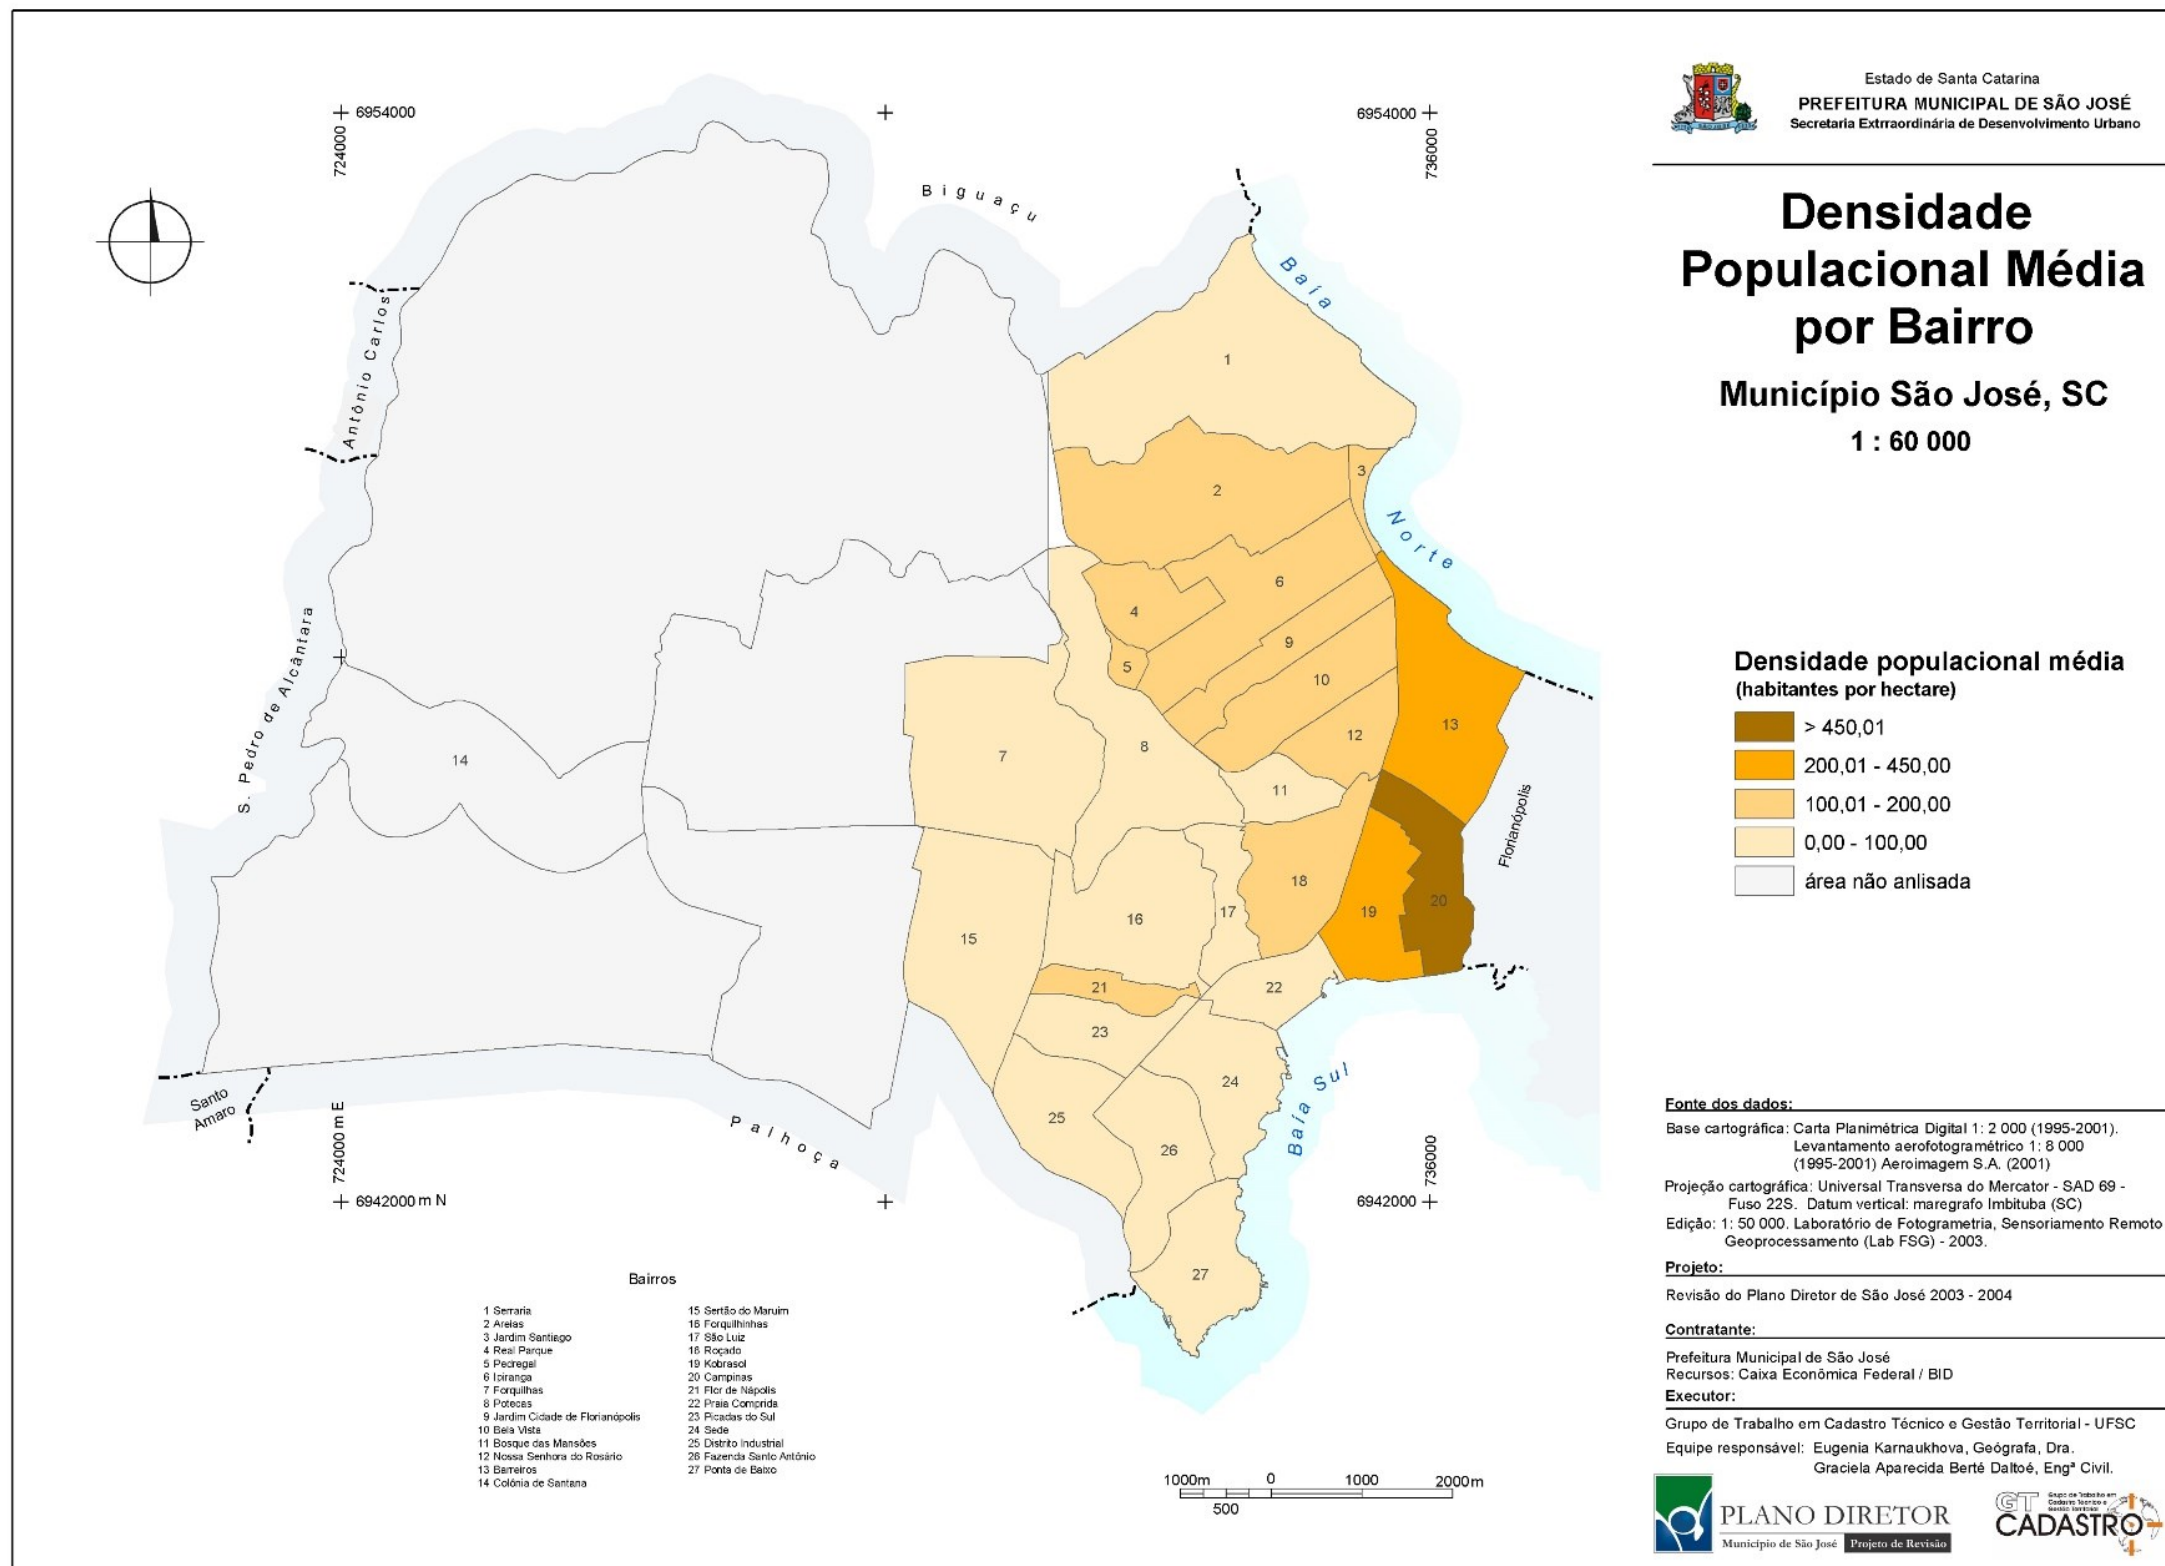 Estado de Santa Catarina
PREFEITURA MUNICIPAL DE SÃO JOSÉ
Secretaria Extrraordinária de Desenvolvimento Urbano
Densidade
Populacional Média
por Bairro
Município São José, SC
1 : 60 000
6954000
724000
6954000
736000
Biguaçu
Antônio Carlos
S. Pedro de Alcântara
Santo
Amaro
Palhoça
Florianópolis
Baía
Norte
Baía Sul
1
2
3
4
5
6
7
8
9
10
11
12
13
14
15
16
17
18
19
20
21
22
23
24
25
26
27
724000 m E
6942000 m N
6942000
736000
Densidade populacional média
(habitantes por hectare)
> 450,01
200,01 - 450,00
100,01 - 200,00
0,00 - 100,00
área não anlisada
Bairros
1 Serraria
2 Areias
3 Jardim Santiago
4 Real Parque
5 Pedregal
6 Ipiranga
7 Forquilhas
8 Potecas
9 Jardim Cidade de Florianópolis
10 Bela Vista
11 Bosque das Mansões
12 Nossa Senhora do Rosário
13 Barreiros
14 Colônia de Santana
15 Sertão do Maruim
16 Forquilhinhas
17 São Luiz
16 Roçado
19 Kobrasol
20 Campinas
21 Flor de Nápolis
22 Praia Comprida
23 Picadas do Sul
24 Sede
25 Distrito Industrial
26 Fazenda Santo Antônio
27 Ponta de Baixo
1000m 0 1000 2000m
500
Fonte dos dados:
Base cartográfica: Carta Planimétrica Digital 1: 2 000 (1995-2001).
Levantamento aerofotogramétrico 1: 8 000
(1995-2001) Aeroimagem S.A. (2001)
Projeção cartográfica: Universal Transversa do Mercator - SAD 69 -
Fuso 22S. Datum vertical: maregrafo Imbituba (SC)
Edição: 1: 50 000. Laboratório de Fotogrametria, Sensoriamento Remoto
Geoprocessamento (Lab FSG) - 2003.
Projeto:
Revisão do Plano Diretor de São José 2003 - 2004
Contratante:
Prefeitura Municipal de São José
Recursos: Caixa Econômica Federal / BID
Executor:
Grupo de Trabalho em Cadastro Técnico e Gestão Territorial - UFSC
Equipe responsável: Eugenia Karnaukhova, Geógrafa, Dra.
Graciela Aparecida Berté Daltoé, Engª Civil.
PLANO DIRETOR
Município de São José Projeto de Revisão
GT
Grupo de Trabalho em
Cadastro Técnico e
Gestão Territorial
CADASTRO